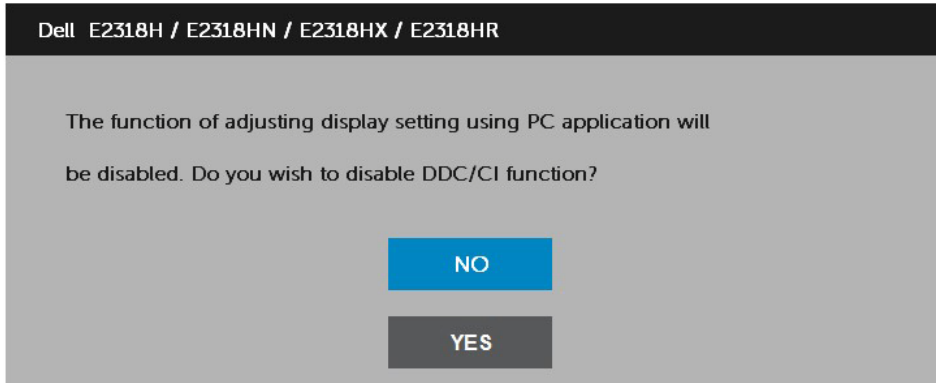 Dell E2318H / E2318HN / E2318HX / E2318HR
The function of adjusting display setting using PC application will
be disabled. Do you wish to disable DDC/CI function?
NO
YES